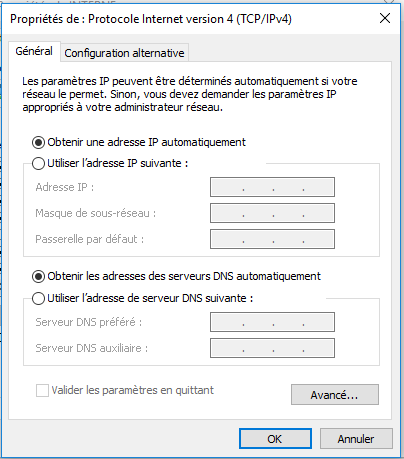 Propriétés de : Protocole Internet version 4 (TCP/IPv4)
Général
Configuration alternative
Les paramètres IP peuvent être déterminés automatiquement si votre
réseau le permet. Sinon, vous devez demander les paramètres IP
appropriés à votre administrateur réseau.
Obtenir une adresse IP automatiquement
Utiliser l'adresse IP suivante :
Adresse IP :
Masque de sous-réseau :
Passerelle par défaut :
Obtenir les adresses des serveurs DNS automatiquement
Utiliser l'adresse de serveur DNS suivante :
Serveur DNS préféré :
Serveur DNS auxiliaire :
Valider les paramètres en quittant
Avancé...
OK
Annuler